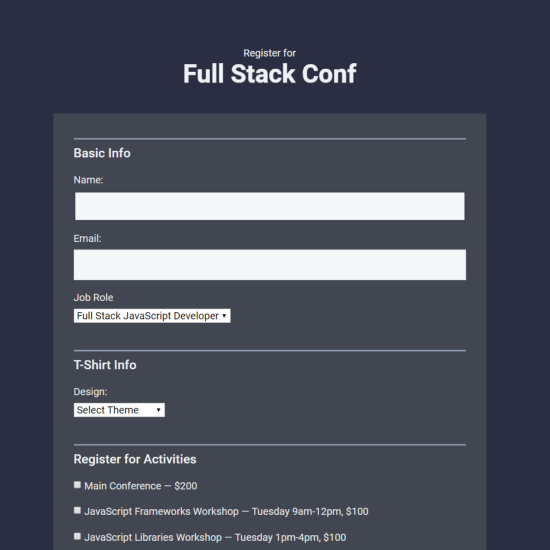 Register for
Full Stack Conf
Basic Info
Name:
Email:
Job Role
Full Stack JavaScript Developer
T-Shirt Info
Design:
Select Theme
Register for Activities
Main Conference — $200
JavaScript Frameworks Workshop — Tuesday 9am-12pm, $100
JavaScript Libraries Workshop — Tuesday 1pm-4pm, $100